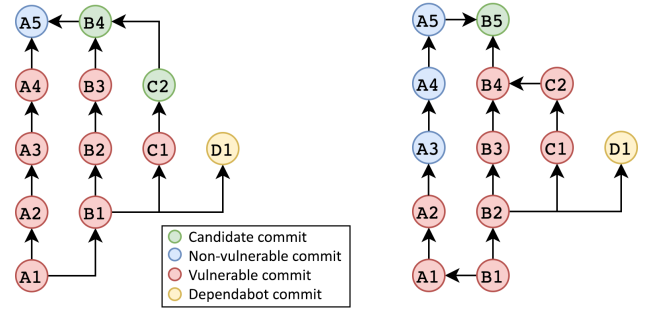 A5 B4
A4 B3 C2
A3 B2 C1 D1
A2 B1
A1
Candidate commit
Non-vulnerable commit
Vulnerable commit
Dependabot commit
A5 B5
A4 B4 C2
A3 B3 C1 D1
A2 B2
A1 B1